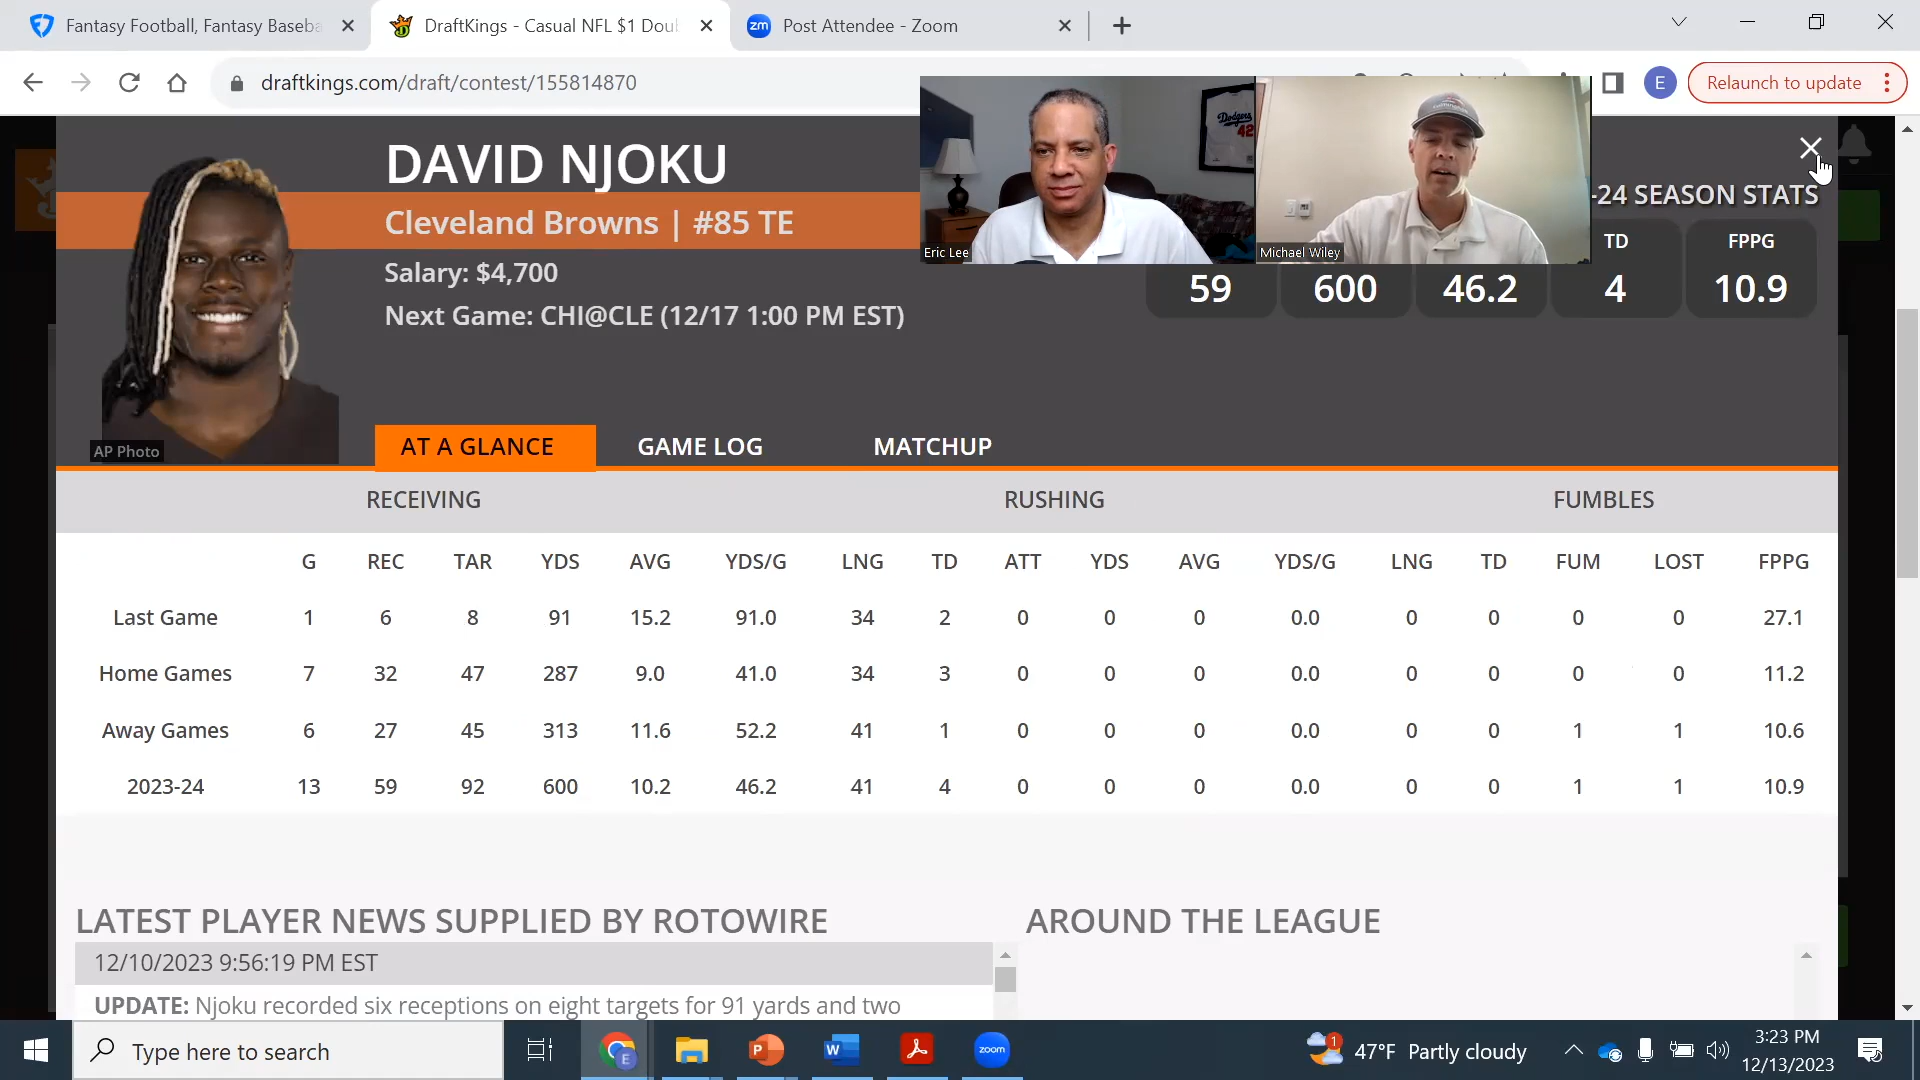 Fantasy Football, Fantasy Baseba
DraftKings - Casual NFL $1 Dou
zm Post Attendee - Zoom
draftkings.com/draft/contest/155814870
E
Relaunch to update
Dodgers
42
Eric Lee
Michael Wiley
DAVID NJOKU
Cleveland Browns | #85 TE
Salary: $4,700
Next Game: CHI@CLE (12/17 1:00 PM EST)
-24 SEASON STATS
TD FPPG
59 600 46.2 4 10.9
AP Photo
AT A GLANCE GAME LOG MATCHUP
RECEIVING RUSHING FUMBLES
G REC TAR YDS AVG YDS/G LNG TD ATT YDS AVG YDS/G LNG TD FUM LOST FPPG
Last Game 1 6 8 91 15.2 91.0 34 2 0 0 0 0.0 0 0 0 0 27.1
Home Games 7 32 47 287 9.0 41.0 34 3 0 0 0 0.0 0 0 0 0 11.2
Away Games 6 27 45 313 11.6 52.2 41 1 0 0 0 0.0 0 0 1 1 10.6
2023-24 13 59 92 600 10.2 46.2 41 4 0 0 0 0.0 0 0 1 1 10.9
LATEST PLAYER NEWS SUPPLIED BY ROTOWIRE
AROUND THE LEAGUE
12/10/2023 9:56:19 PM EST
UPDATE: Njoku recorded six receptions on eight targets for 91 yards and two
Type here to search
E
P
W
zoom
1
47°F Partly cloudy
3:23 PM
12/13/2023